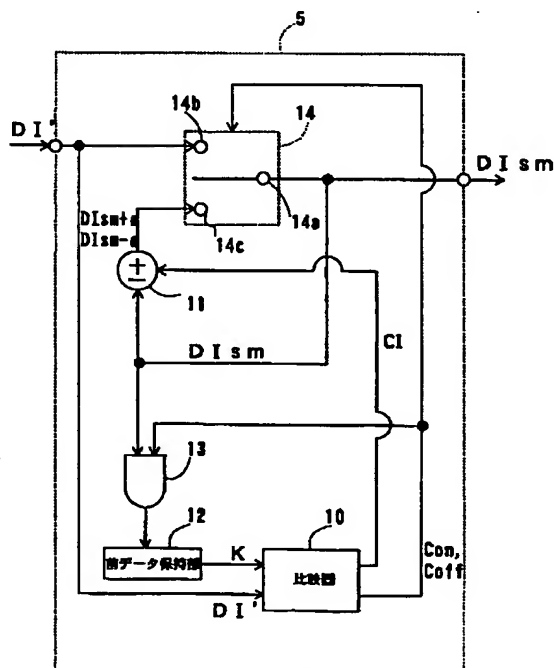 5
DI'
14b
14
14a
DIsm
DIsm+a
DIsm-a
14c
11
CI
DIsm
13
12
10
前データ保持部
K
比較器
Con,
Coff
DI'